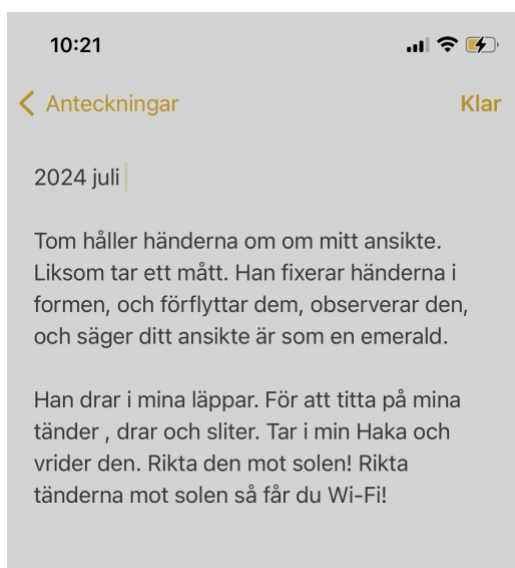 10:21
Anteckningar Klar
2024 juli
Tom håller händerna om om mitt ansikte.
Liksom tar ett mått. Han fixerar händerna i
formen, och förflyttar dem, observerar den,
och säger ditt ansikte är som en emerald.
Han drar i mina läppar. För att titta på mina
tänder , drar och sliter. Tar i min Haka och
vrider den. Rikta den mot solen! Rikta
tänderna mot solen så får du Wi-Fi!